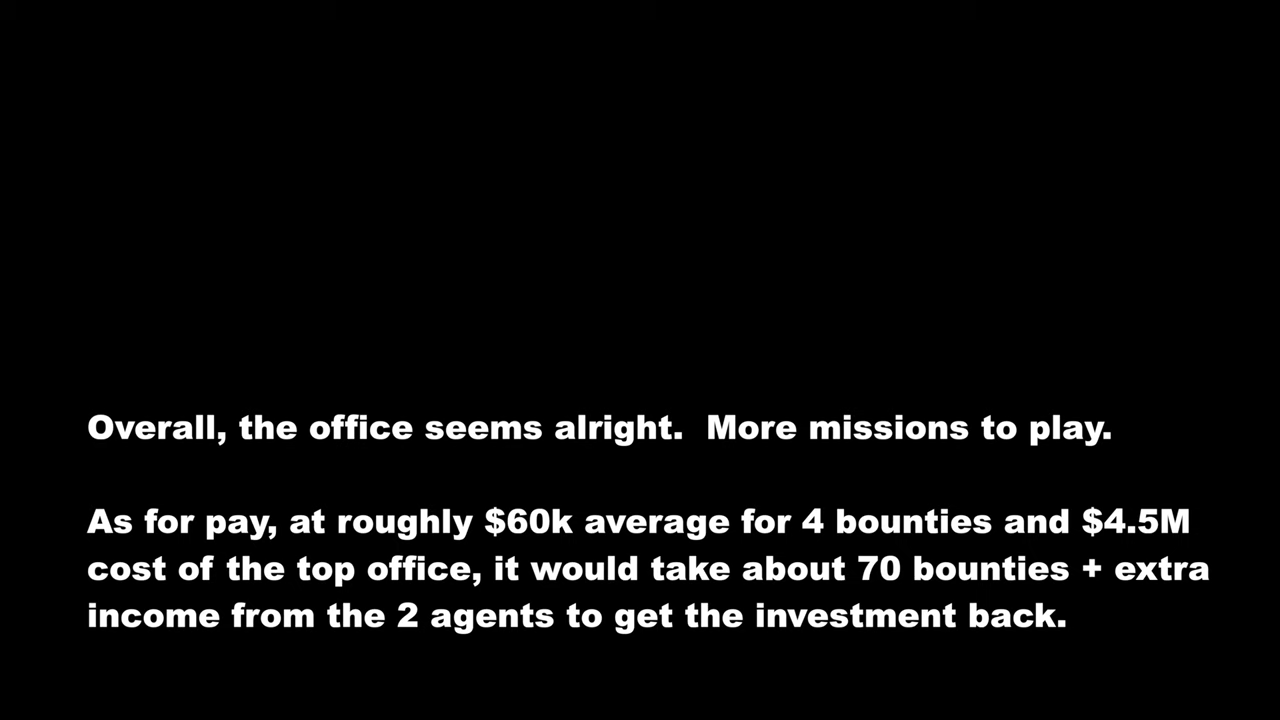 Overall, the office seems alright.  More missions to play.
As for pay, at roughly $60k average for 4 bounties and $4.5M
cost of the top office, it would take about 70 bounties + extra
income from the 2 agents to get the investment back.